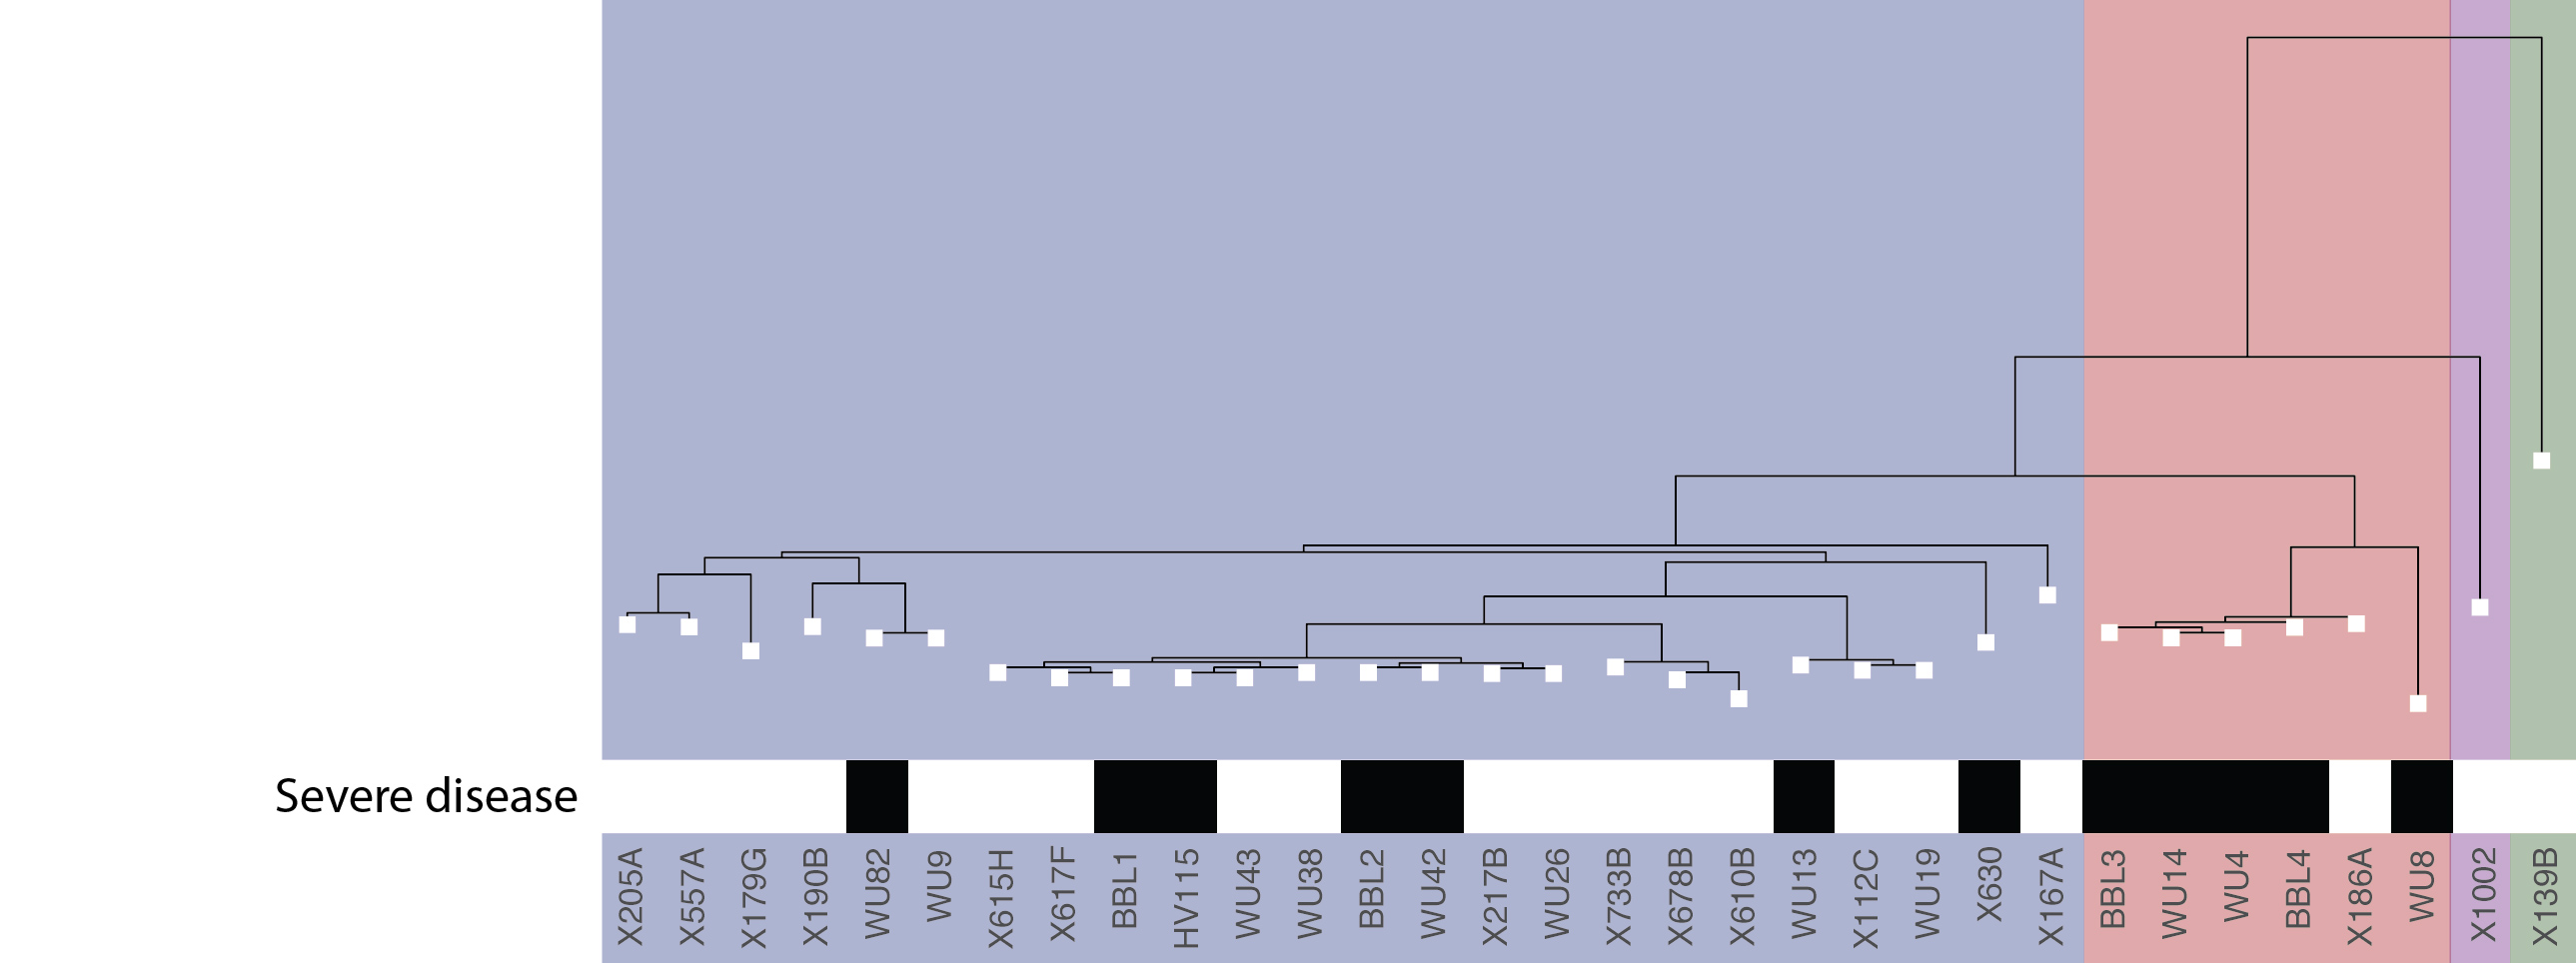 Severe disease
X205A
X557A
X179G
X190B
WU82
WU9
X615H
X617F
BBL1
HV115
WU43
WU38
BBL2
WU42
X217B
WU26
X733B
X678B
X610B
WU13
X112C
WU19
X630
X167A
BBL3
WU14
WU4
BBL4
X186A
WU8
X1002
X139B